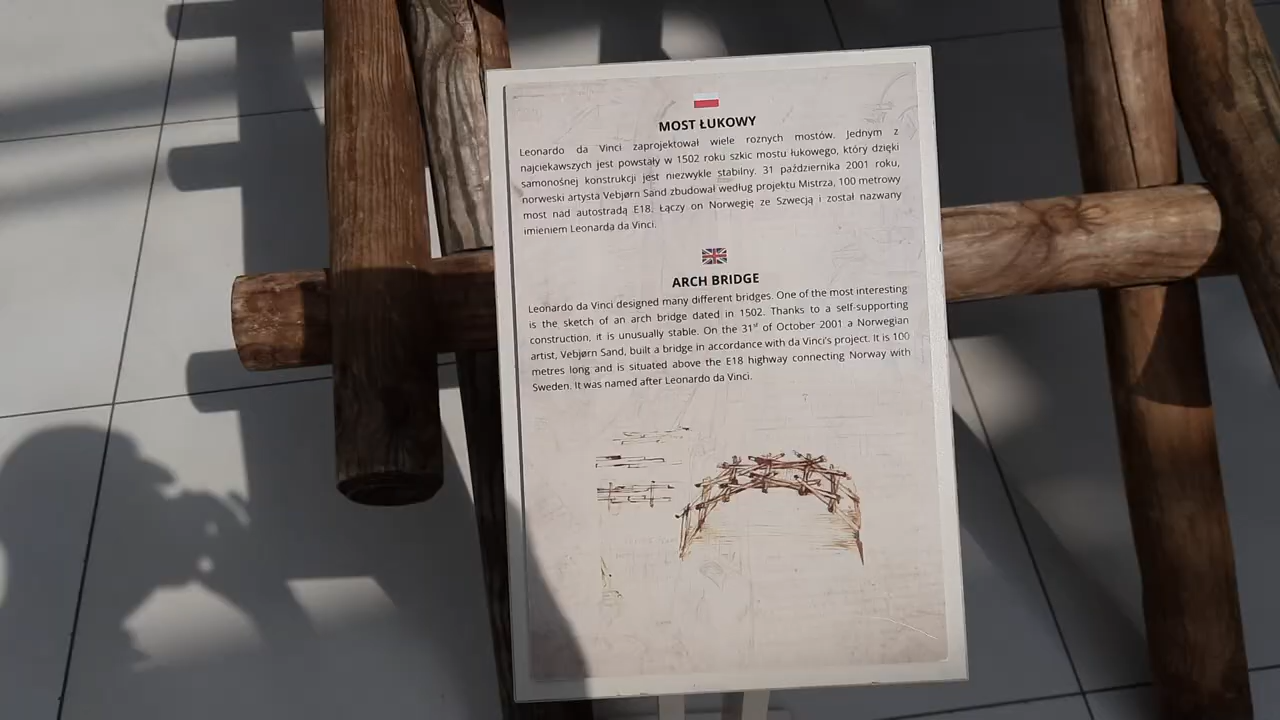 MOST ŁUKOWY
Leonardo da Vinci zaprojektował wiele roznych mostów. Jednym z
najciekawszych jest powstały w 1502 roku szkic mostu łukowego, który dzięki
samonośnej konstrukcji jest niezwykle stabilny. 31 października 2001 roku,
norweski artysta Vebjørn Sand zbudował według projektu Mistrza, 100 metrowy
most nad autostradą E18. Łączy on Norwegię ze Szwecją i został nazwany
imieniem Leonarda da Vinci.
ARCH BRIDGE
Leonardo da Vinci designed many different bridges. One of the most interesting
is the sketch of an arch bridge dated in 1502. Thanks to a self-supporting
construction, it is unusually stable. On the 31st of October 2001 a Norwegian
artist, Vebjørn Sand, built a bridge in accordance with da Vinci's project. It is 100
metres long and is situated above the E18 highway connecting Norway with
Sweden. It was named after Leonardo da Vinci.